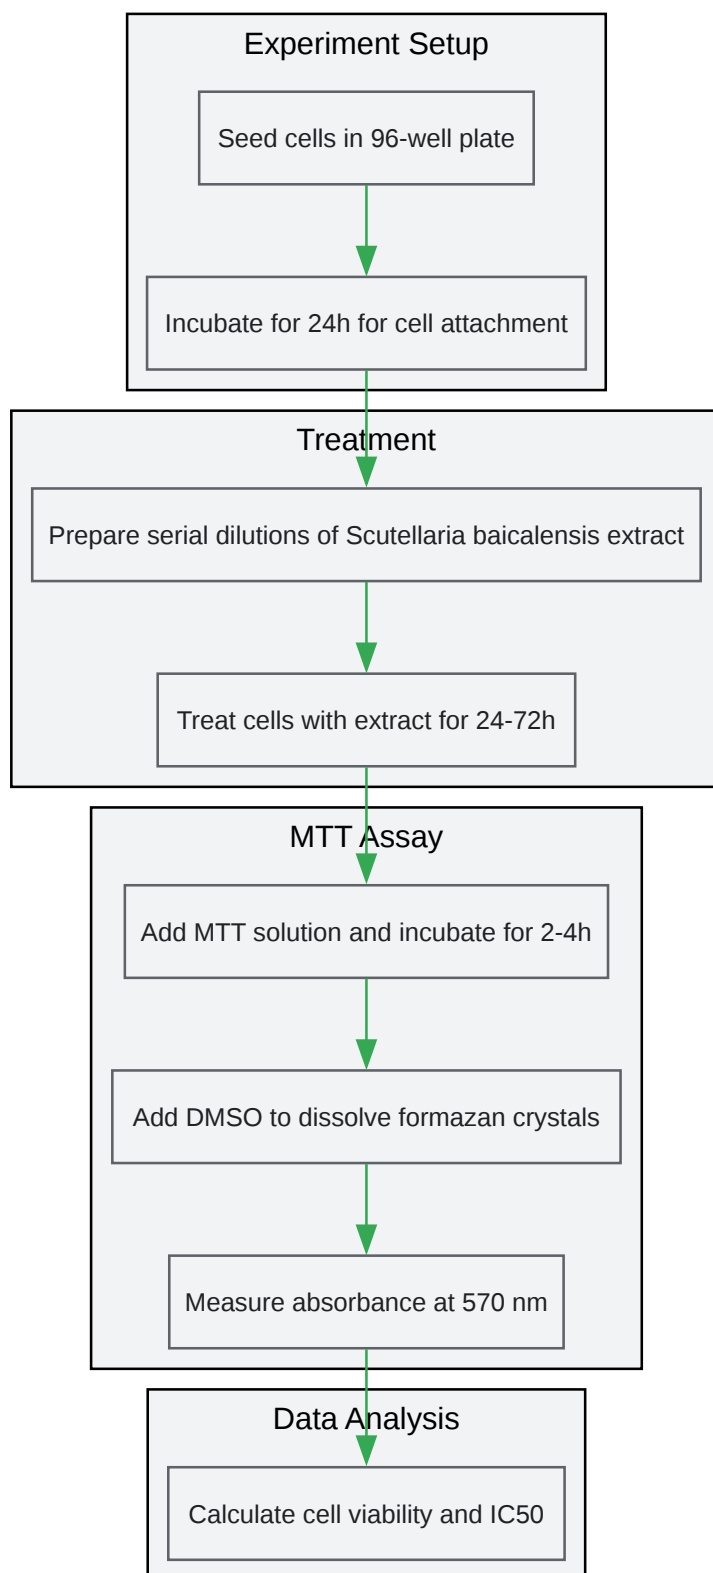 Experiment Setup
Seed cells in 96-well plate
Incubate for 24h for cell attachment
Treatment
Prepare serial dilutions of Scutellaria baicalensis extract
Treat cells with extract for 24-72h
MTT Assay
Add MTT solution and incubate for 2-4h
Add DMSO to dissolve formazan crystals
Measure absorbance at 570 nm
Data Analysis
Calculate cell viability and IC50